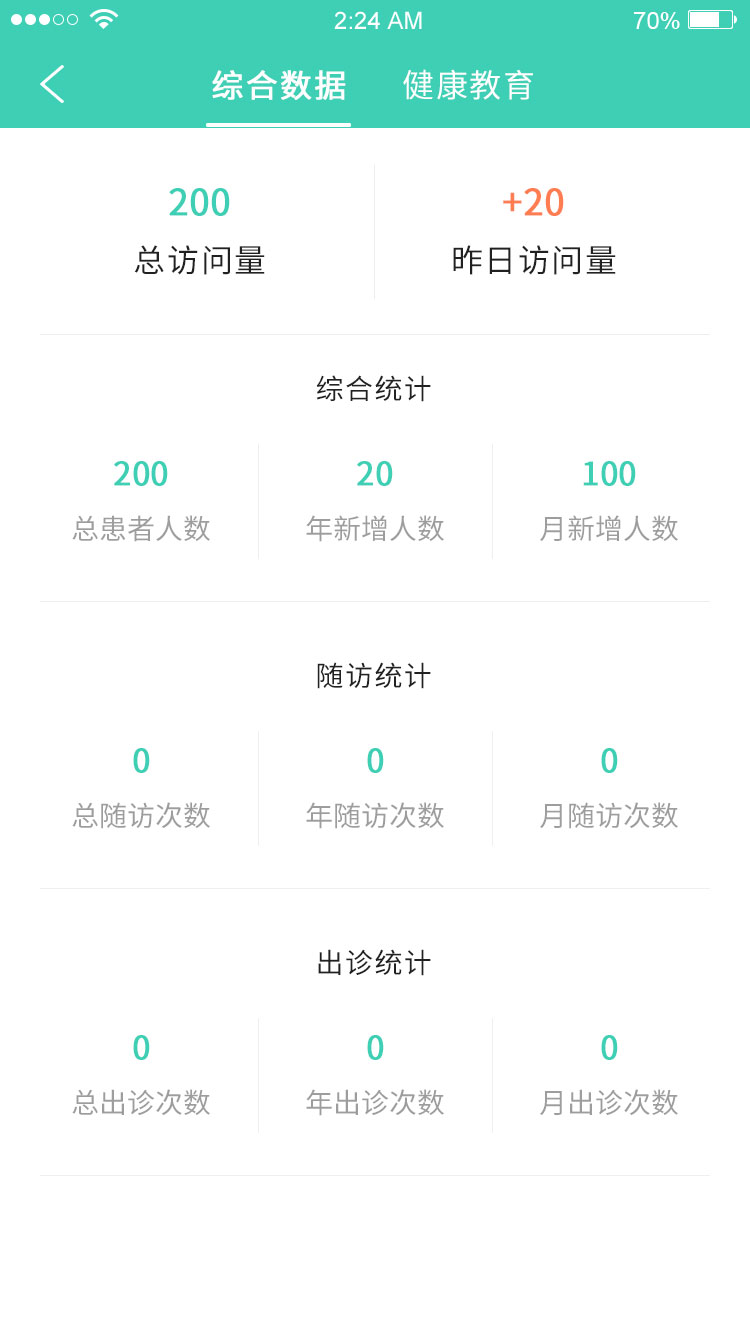 2:24 AM 70%
综合数据 健康教育
200 +20
总访问量 昨日访问量
综合统计
200 20 100
总患者人数 年新增人数 月新增人数
随访统计
0 0 0
总随访次数 年随访次数 月随访次数
出诊统计
0 0 0
总出诊次数 年出诊次数 月出诊次数